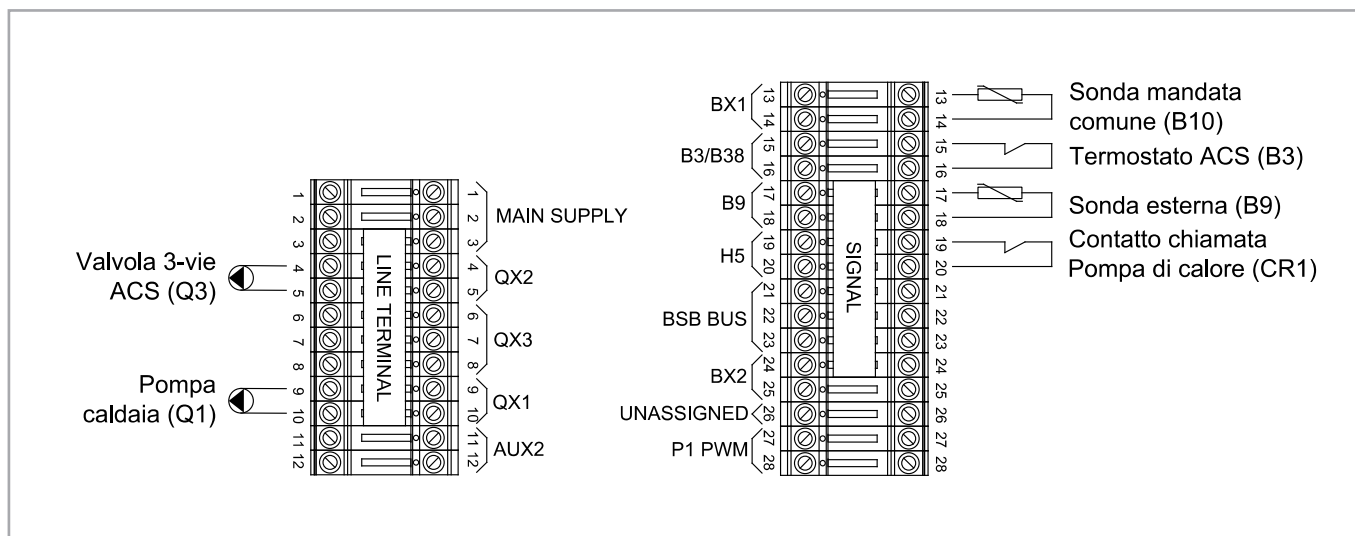 Valvola 3-vie
ACS (Q3)
Pompa
caldaia (Q1)
1
2
3
4
5
6
7
8
9
10
11
12
LINE TERMINAL
1
2
3
4
5
6
7
8
9
10
11
12
MAIN SUPPLY
QX2
QX3
QX1
AUX2
BX1
B3/B38
B9
H5
BSB BUS
BX2
UNASSIGNED
P1 PWM
13
14
15
16
17
18
19
20
21
22
23
24
25
26
27
28
SIGNAL
13
14
15
16
17
18
19
20
21
22
23
24
25
26
27
28
Sonda mandata
comune (B10)
Termostato ACS (B3)
Sonda esterna (B9)
Contatto chiamata
Pompa di calore (CR1)